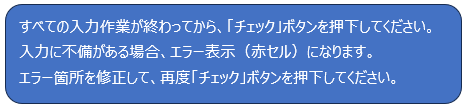 すべての入力作業が終わってから、「チェック」ボタンを押下してください。
入力に不備がある場合、エラー表示（赤セル）になります。
エラー箇所を修正して、再度「チェック」ボタンを押下してください。